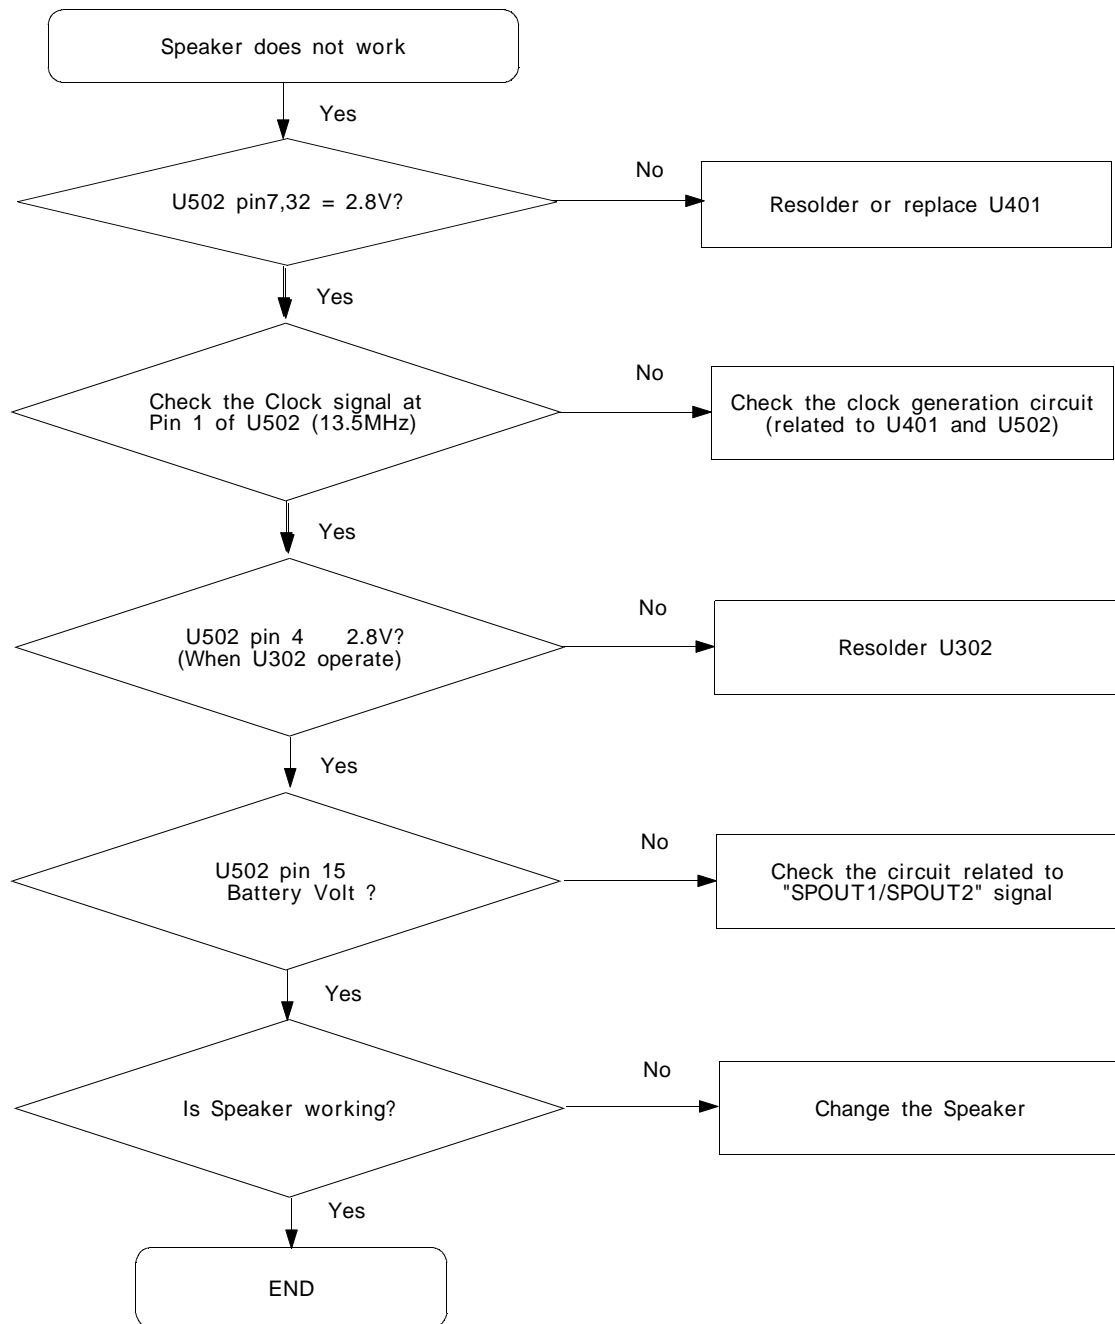 Speaker does not work
Yes
U502 pin7,32 = 2.8V?
No
Resolder or replace U401
Yes
Check the Clock signal at
Pin 1 of U502 (13.5MHz)
No
Check the clock generation circuit
(related to U401 and U502)
Yes
U502 pin 4 2.8V?
(When U302 operate)
No
Resolder U302
Yes
U502 pin 15
Battery Volt ?
No
Check the circuit related to
"SPOUT1/SPOUT2" signal
Yes
Is Speaker working?
No
Change the Speaker
Yes
END